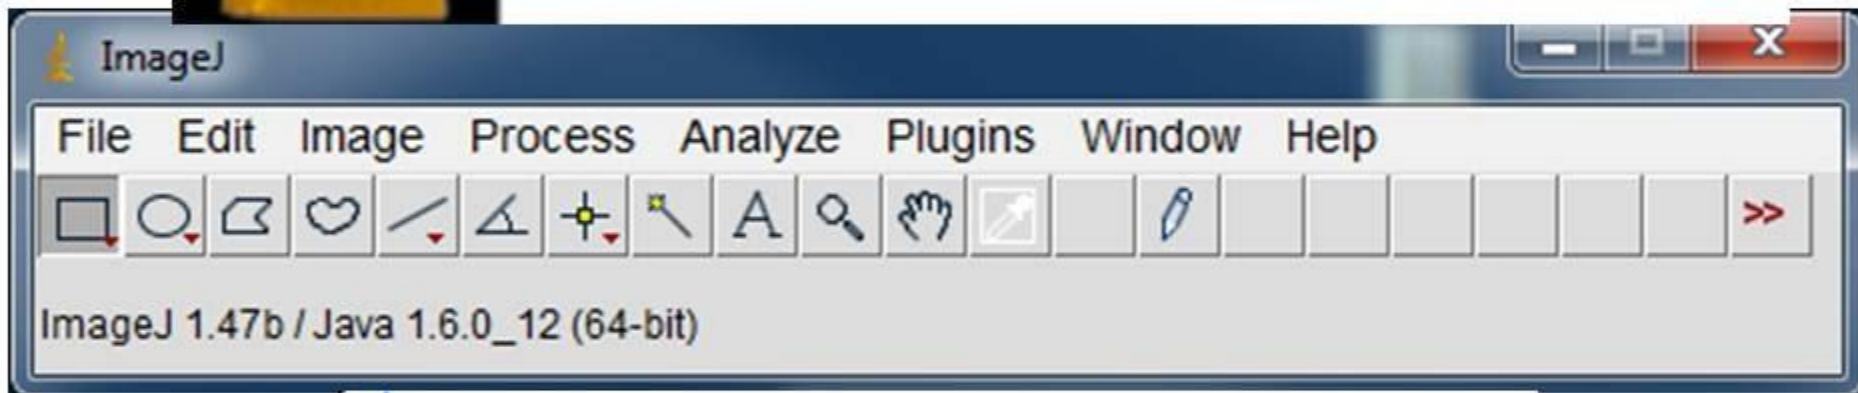 ImageJ
File Edit Image Process Analyze Plugins Window Help
A >>
ImageJ 1.47b / Java 1.6.0_12 (64-bit)